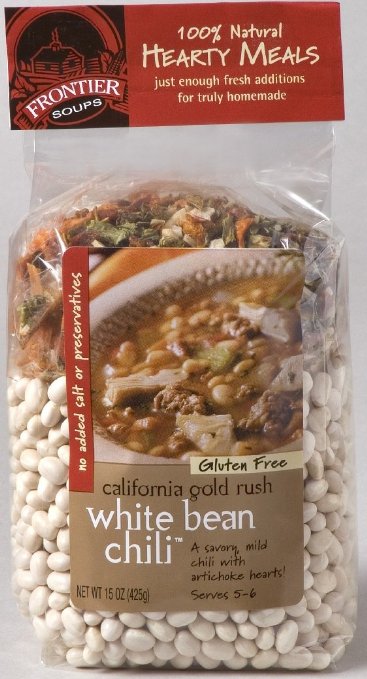 FRONTIER
SOUPS
100% Natural
HEARTY MEALS
just enough fresh additions
for truly homemade
no added salt or preservatives
Gluten Free
california gold rush
white bean
chili™
A savory, mild
chili with
artichoke hearts!
Serves 5-6
NET WT 15 OZ (425g)